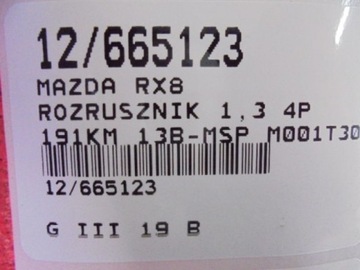 12/665123
MAZDA RX8
ROZRUSZNIK 1,3 4P
191KM 13B-MSP M001T30
12/665123
G III 19 B